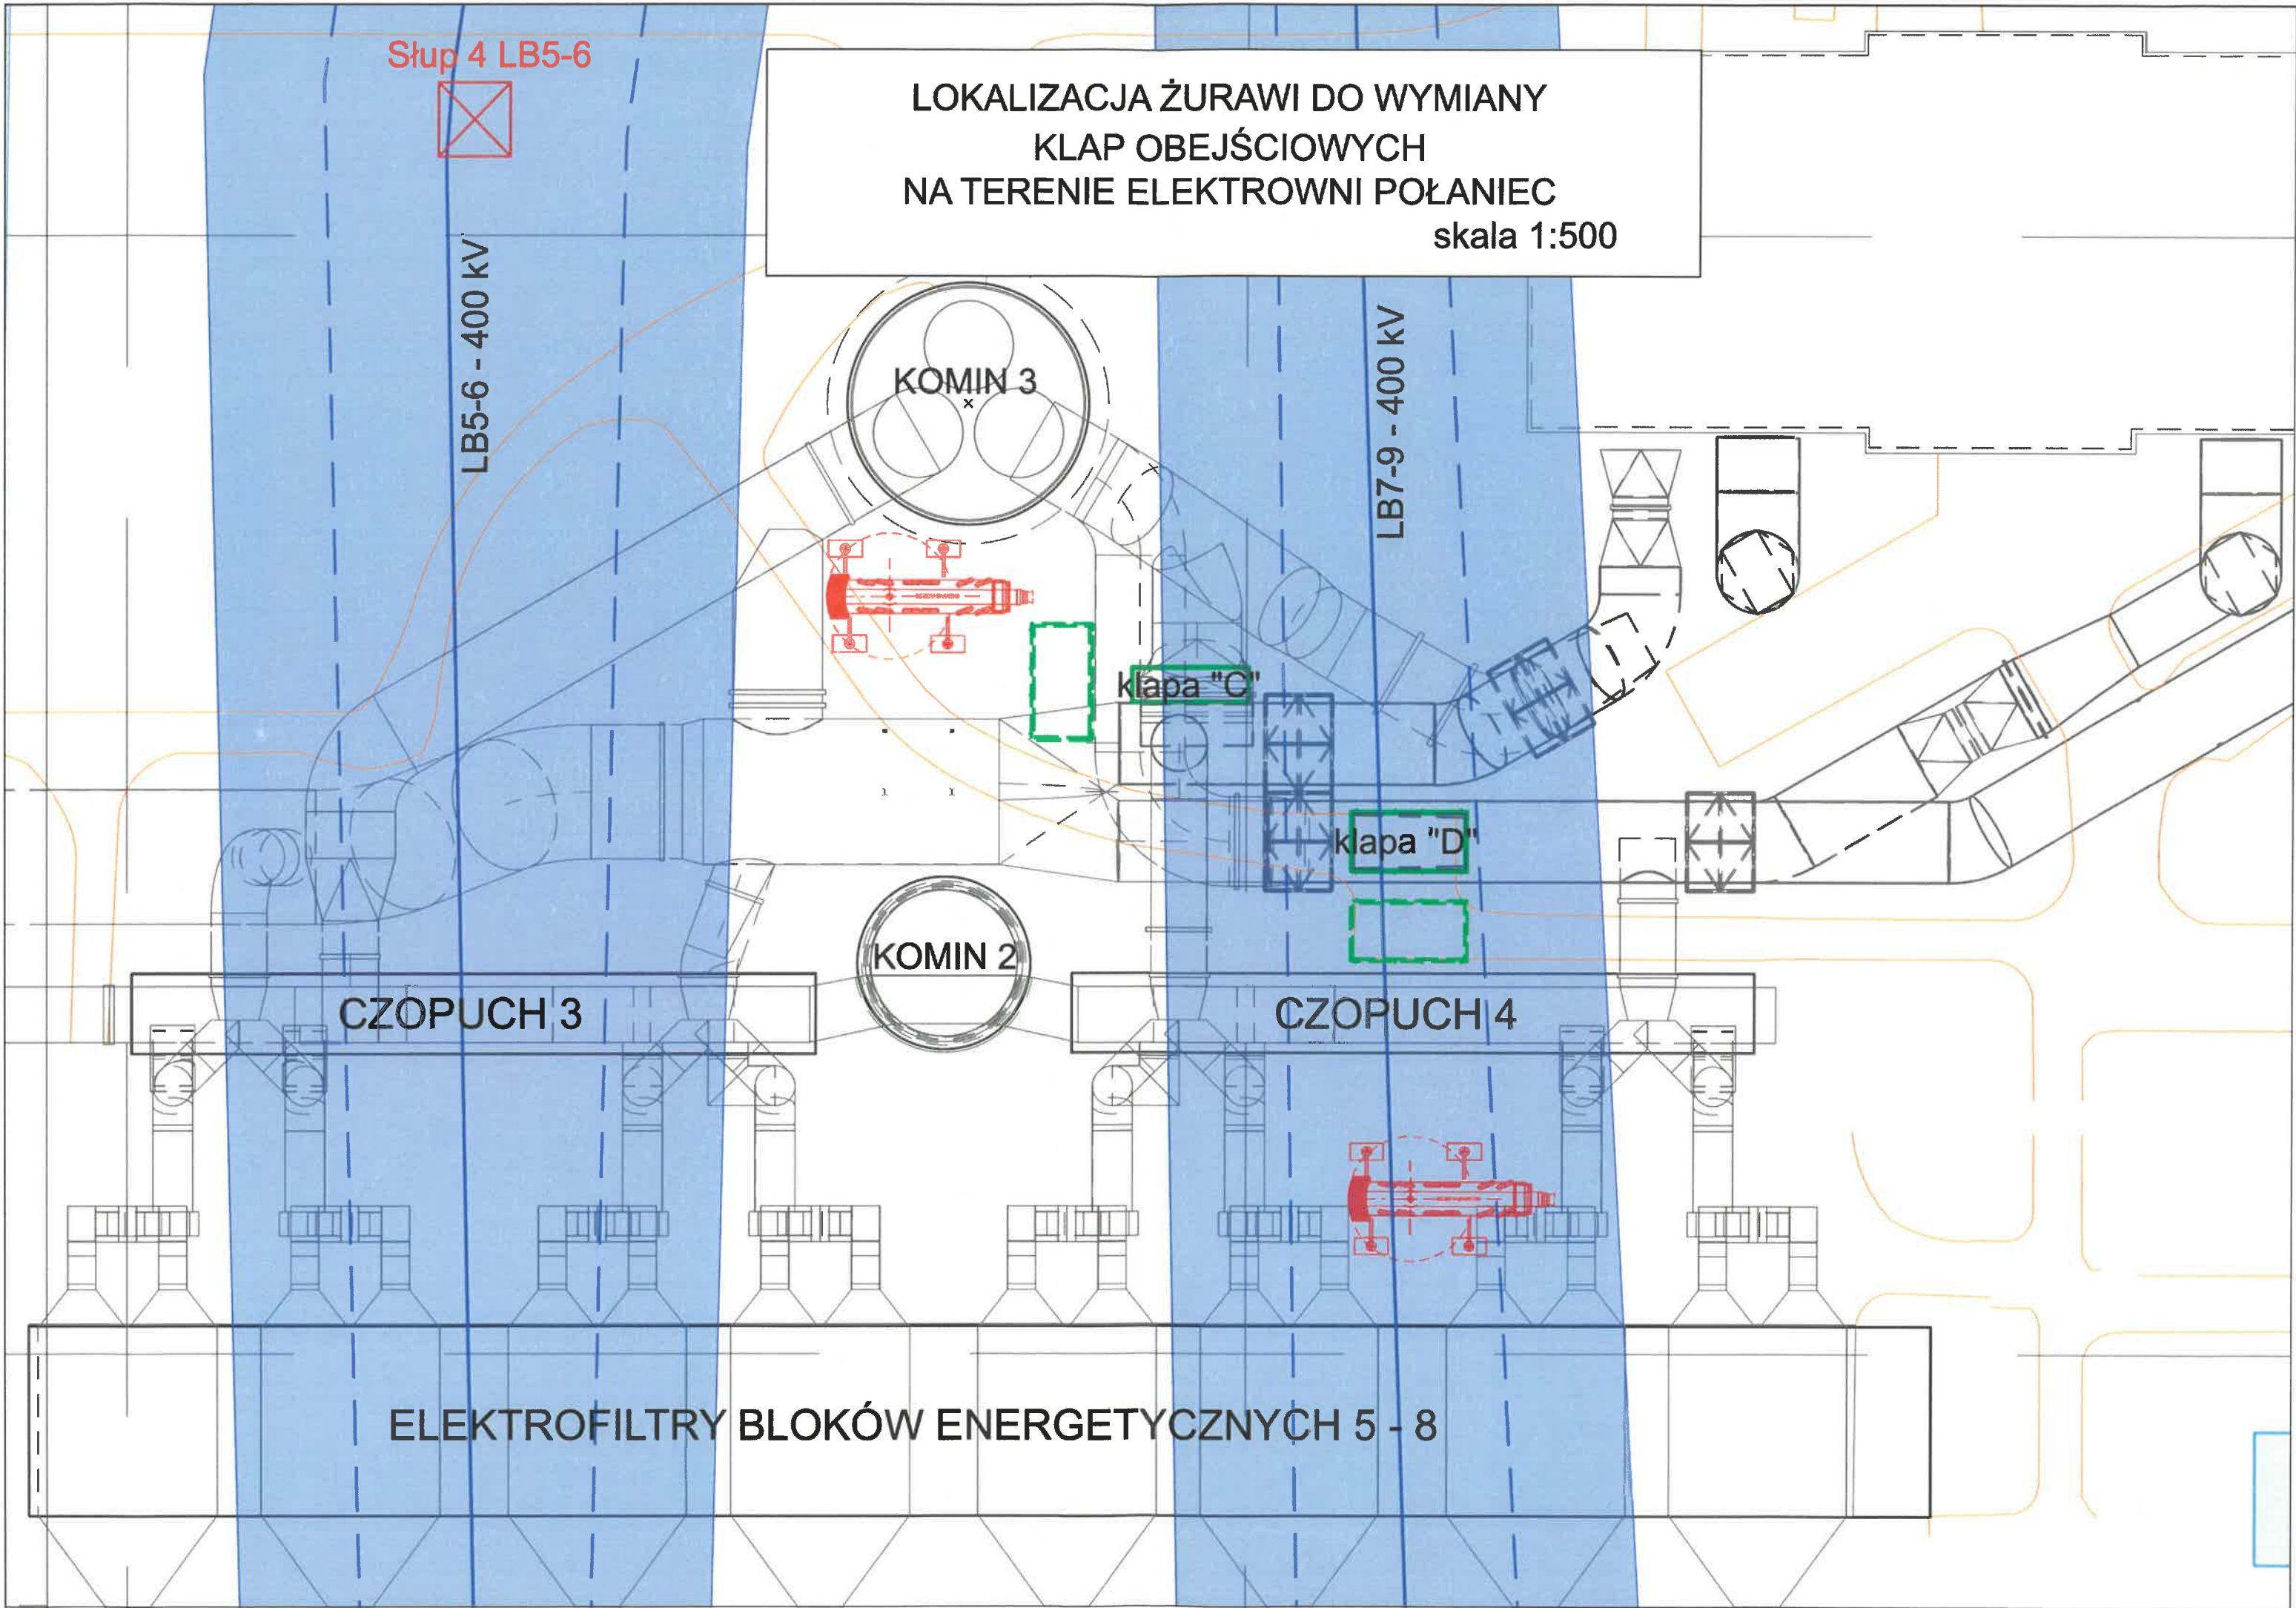 Słup 4 LB5-6
LOKALIZACJA ŻURAWI DO WYMIANY
KLAP OBEJŚCIOWYCH
NA TERENIE ELEKTROWNI POŁANIEC
skala 1:500
LB5-6 - 400 kV
LB7-9 - 400 kV
KOMIN 3
klapa "C"
klapa "D"
KOMIN 2
CZOPUCH 3
CZOPUCH 4
ELEKTROFILTRY BLOKÓW ENERGETYCZNYCH 5 - 8